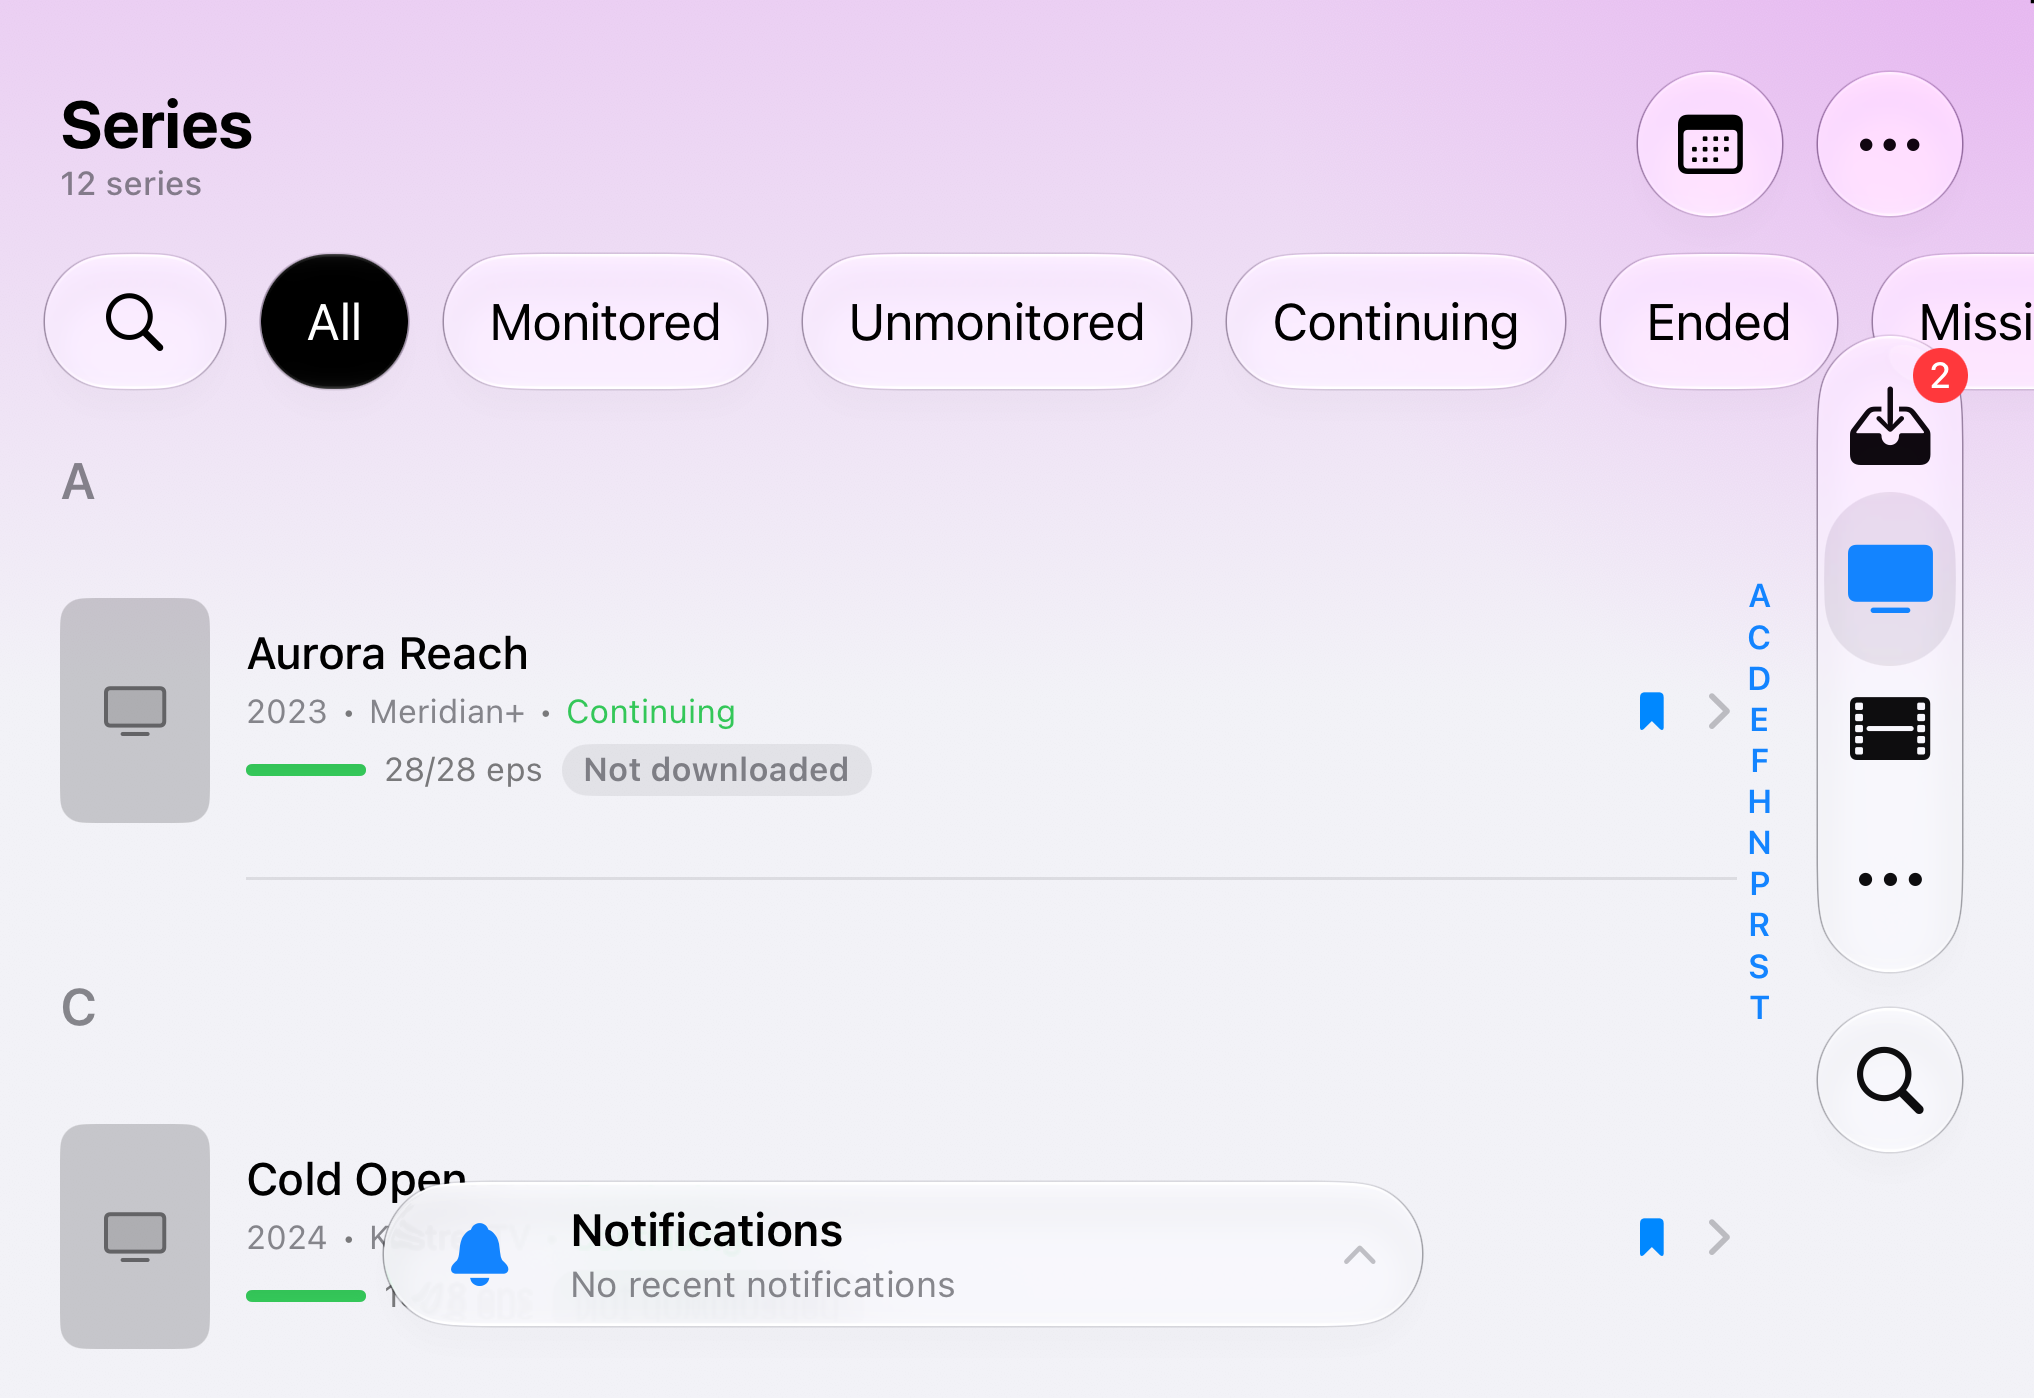 Series
12 series
All
Monitored
Unmonitored
Continuing
Ended
Missi
2
A
Aurora Reach
2023 • Meridian+ • Continuing
28/28 eps
Not downloaded
A
C
D
E
F
H
N
P
R
S
T
C
Cold Open
2024 •
Notifications
No recent notifications